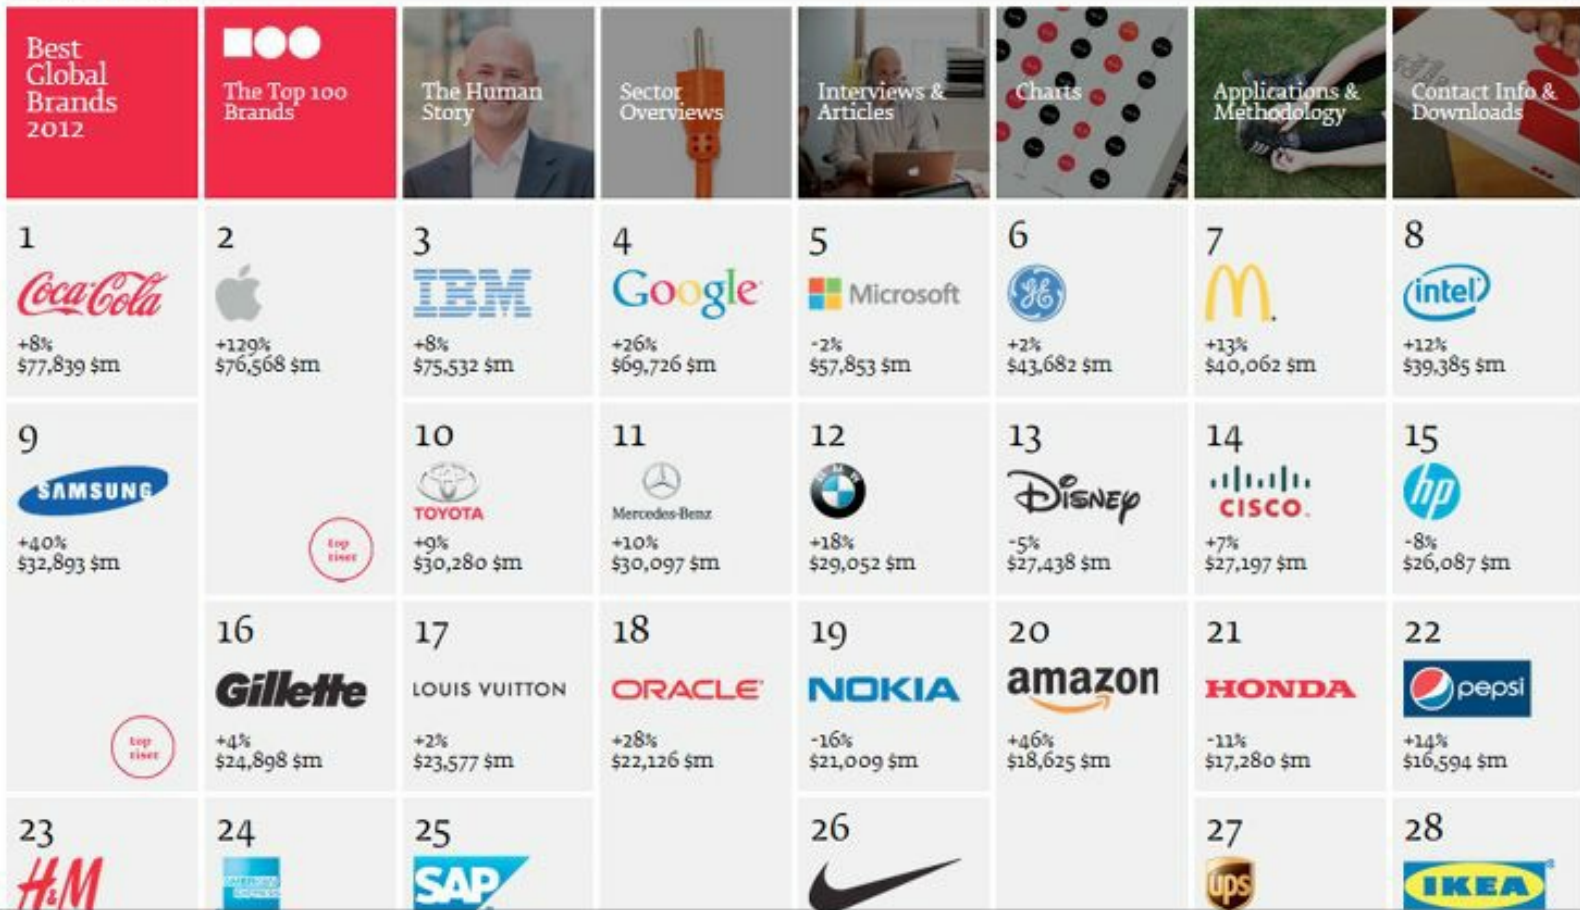 Best
Global
Brands
2012
The Top 100
Brands
The Human
Story
Sector
Overviews
Interviews &
Articles
Charts
Applications &
Methodology
Contact Info &
Downloads
1
Coca-Cola
+8%
$77,839 $m
2
+129%
$76,568 $m
top
riser
3
IBM
+8%
$75,532 $m
4
Google
+26%
$69,726 $m
5
Microsoft
-2%
$57,853 $m
6
GE
+2%
$43,682 $m
7
+13%
$40,062 $m
8
intel
+12%
$39,385 $m
9
SAMSUNG
+40%
$32,893 $m
top
riser
10
TOYOTA
+9%
$30,280 $m
11
Mercedes-Benz
+10%
$30,097 $m
12
BMW
+18%
$29,052 $m
13
Disney
-5%
$27,438 $m
14
CISCO
+7%
$27,197 $m
15
hp
-8%
$26,087 $m
16
Gillette
+4%
$24,898 $m
17
LOUIS VUITTON
+2%
$23,577 $m
18
ORACLE
+28%
$22,126 $m
19
NOKIA
-16%
$21,009 $m
20
amazon
+46%
$18,625 $m
21
HONDA
-11%
$17,280 $m
22
pepsi
+14%
$16,594 $m
23
H&M
24
AMERICAN
EXPRESS
25
SAP
26
27
ups
28
IKEA